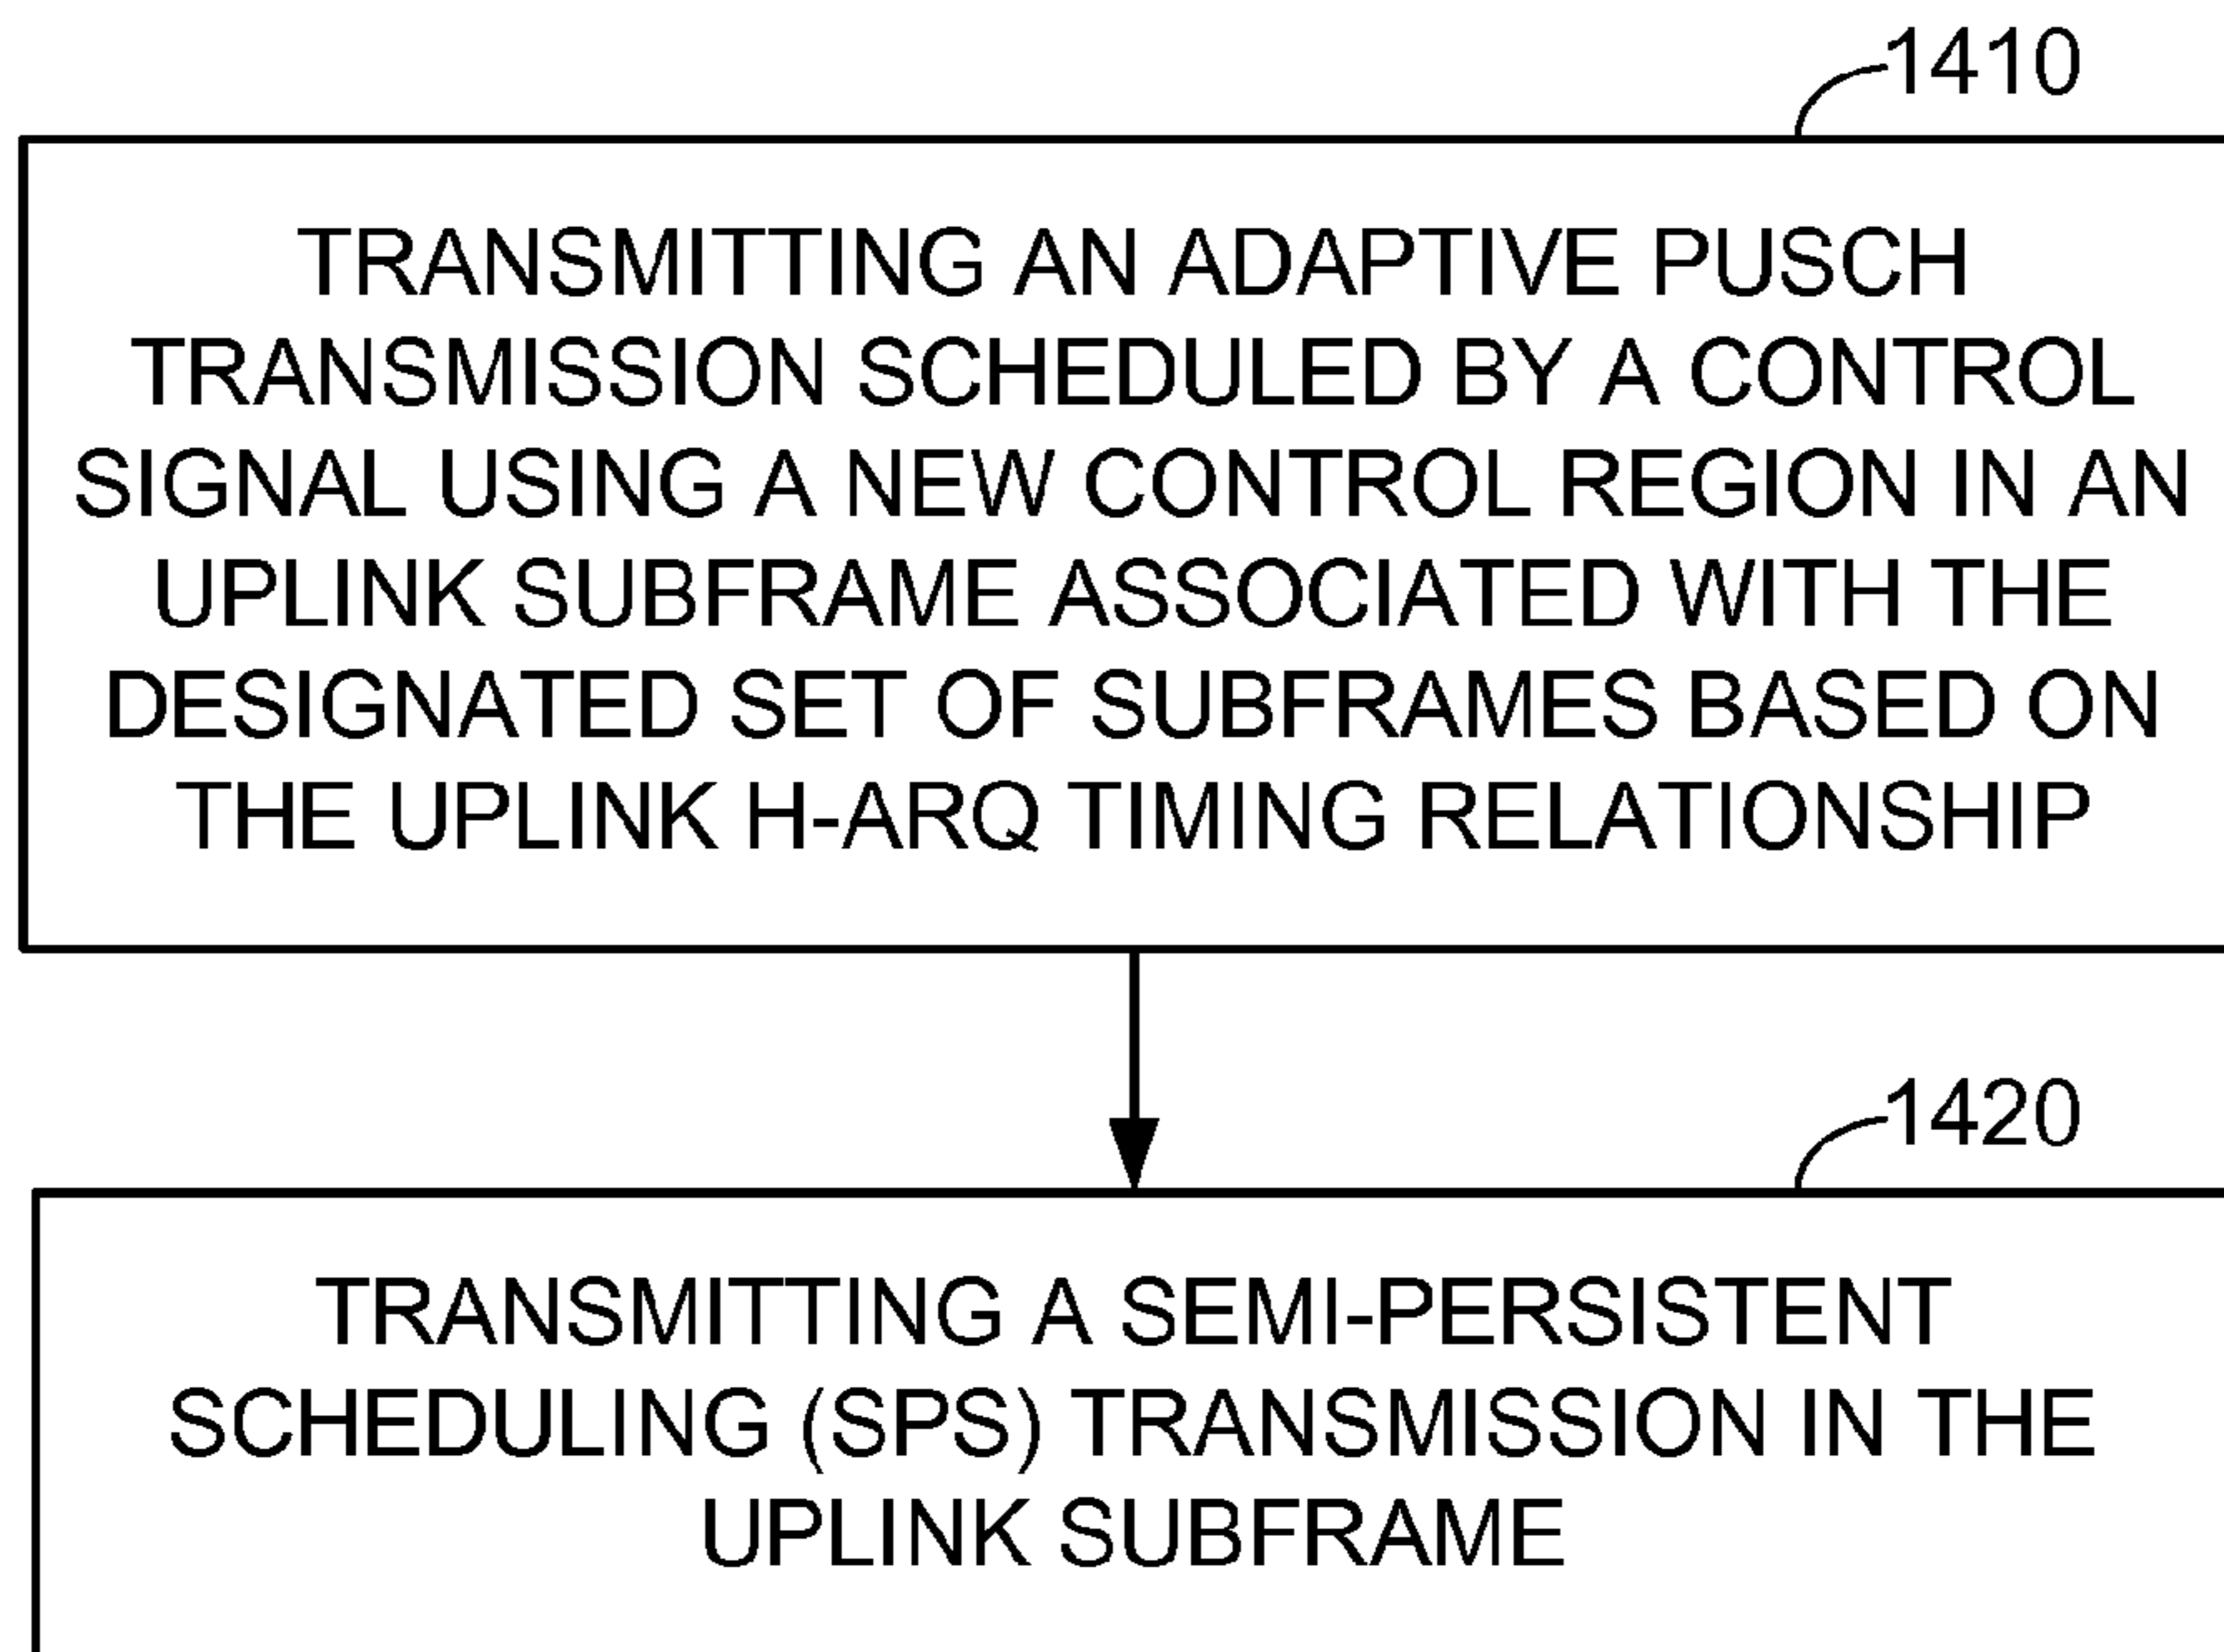 1410
TRANSMITTING AN ADAPTIVE PUSCH
TRANSMISSION SCHEDULED BY A CONTROL
SIGNAL USING A NEW CONTROL REGION IN AN
UPLINK SUBFRAME ASSOCIATED WITH THE
DESIGNATED SET OF SUBFRAMES BASED ON
THE UPLINK H-ARQ TIMING RELATIONSHIP
1420
TRANSMITTING A SEMI-PERSISTENT
SCHEDULING (SPS) TRANSMISSION IN THE
UPLINK SUBFRAME